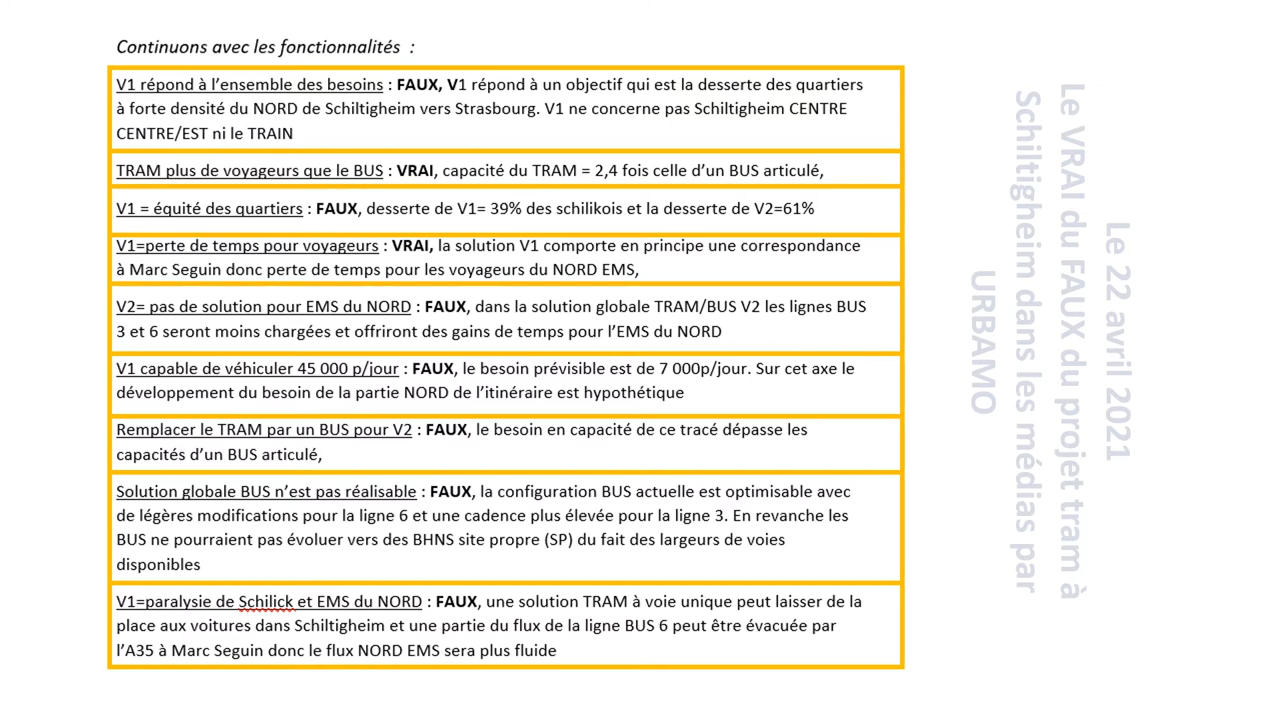 Continuons avec les fonctionnalités :
V1 répond à l’ensemble des besoins : FAUX, V1 répond à un objectif qui est la desserte des quartiers
à forte densité du NORD de Schiltigheim vers Strasbourg. V1 ne concerne pas Schiltigheim CENTRE
CENTRE/EST ni le TRAIN
TRAM plus de voyageurs que le BUS : VRAI, capacité du TRAM = 2,4 fois celle d’un BUS articulé,
V1 = équité des quartiers : FAUX, desserte de V1= 39% des schilikois et la desserte de V2=61%
V1=perte de temps pour voyageurs : VRAI, la solution V1 comporte en principe une correspondance
à Marc Seguin donc perte de temps pour les voyageurs du NORD EMS,
V2= pas de solution pour EMS du NORD : FAUX, dans la solution globale TRAM/BUS V2 les lignes BUS
3 et 6 seront moins chargées et offriront des gains de temps pour l’EMS du NORD
V1 capable de véhiculer 45 000 p/jour : FAUX, le besoin prévisible est de 7 000p/jour. Sur cet axe le
développement du besoin de la partie NORD de l’itinéraire est hypothétique
Remplacer le TRAM par un BUS pour V2 : FAUX, le besoin en capacité de ce tracé dépasse les
capacités d’un BUS articulé,
Solution globale BUS n’est pas réalisable : FAUX, la configuration BUS actuelle est optimisable avec
de légères modifications pour la ligne 6 et une cadence plus élevée pour la ligne 3. En revanche les
BUS ne pourraient pas évoluer vers des BHNS site propre (SP) du fait des largeurs de voies
disponibles
V1=paralysie de Schilick et EMS du NORD : FAUX, une solution TRAM à voie unique peut laisser de la
place aux voitures dans Schiltigheim et une partie du flux de la ligne BUS 6 peut être évacuée par
l’A35 à Marc Seguin donc le flux NORD EMS sera plus fluide
Le 22 avril 2021
Le VRAI du FAUX du projet tram à
Schiltigheim dans les médias par
URBAMO